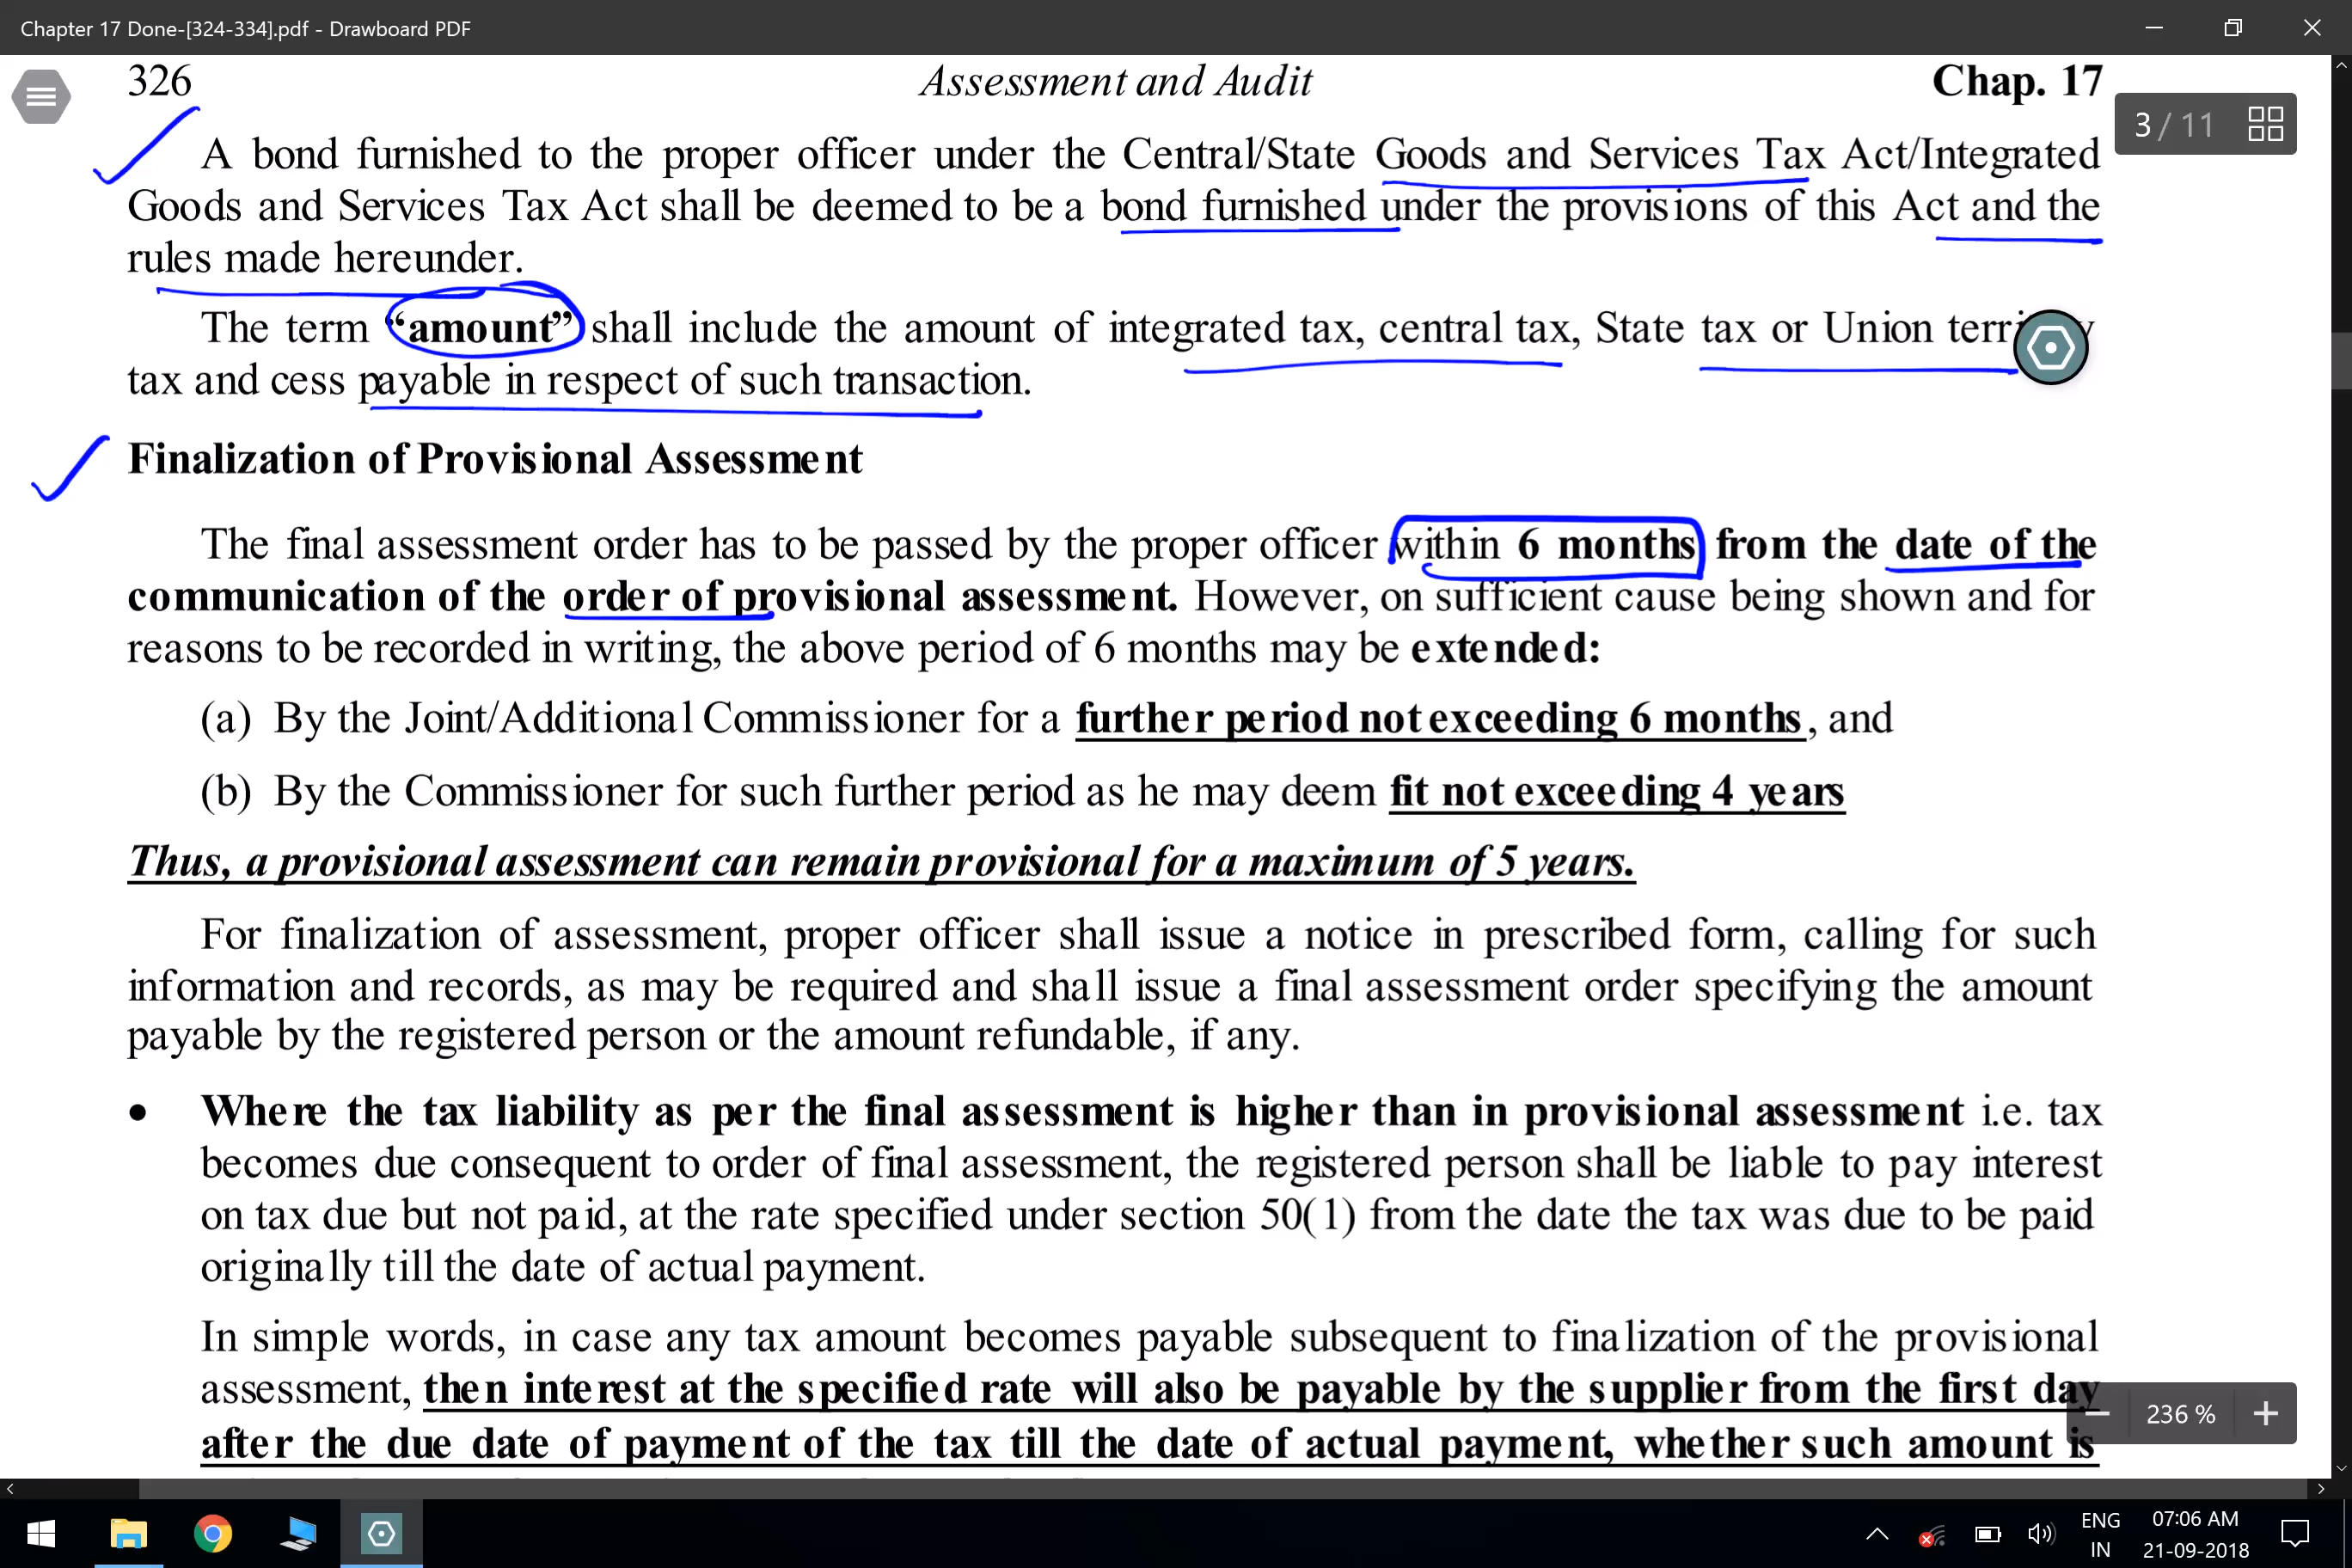 Chapter 17 Done-[324-334].pdf - Drawboard PDF
326 Assessment and Audit Chap. 17
3 / 11
A bond furnished to the proper officer under the Central/State Goods and Services Tax Act/Integrated
Goods and Services Tax Act shall be deemed to be a bond furnished under the provisions of this Act and the
rules made hereunder.
The term “amount” shall include the amount of integrated tax, central tax, State tax or Union
tax and cess payable in respect of such transaction.
Finalization of Provisional Assessment
The final assessment order has to be passed by the proper officer within 6 months from the date of the
communication of the order of provisional assessment. However, on sufficient cause being shown and for
reasons to be recorded in writing, the above period of 6 months may be extended:
(a) By the Joint/Additional Commissioner for a further period not exceeding 6 months, and
(b) By the Commissioner for such further period as he may deem fit not exceeding 4 years
Thus, a provisional assessment can remain provisional for a maximum of 5 years.
For finalization of assessment, proper officer shall issue a notice in prescribed form, calling for such
information and records, as may be required and shall issue a final assessment order specifying the amount
payable by the registered person or the amount refundable, if any.
• Where the tax liability as per the final assessment is higher than in provisional assessment i.e. tax
becomes due consequent to order of final assessment, the registered person shall be liable to pay interest
on tax due but not paid, at the rate specified under section 50(1) from the date the tax was due to be paid
originally till the date of actual payment.
In simple words, in case any tax amount becomes payable subsequent to finalization of the provisional
assessment, then interest at the specified rate will also be payable by the supplier from the first day
after the due date of payment of the tax till the date of actual payment, whether such amount is
236 %
ENG
IN
07:06 AM
21-09-2018